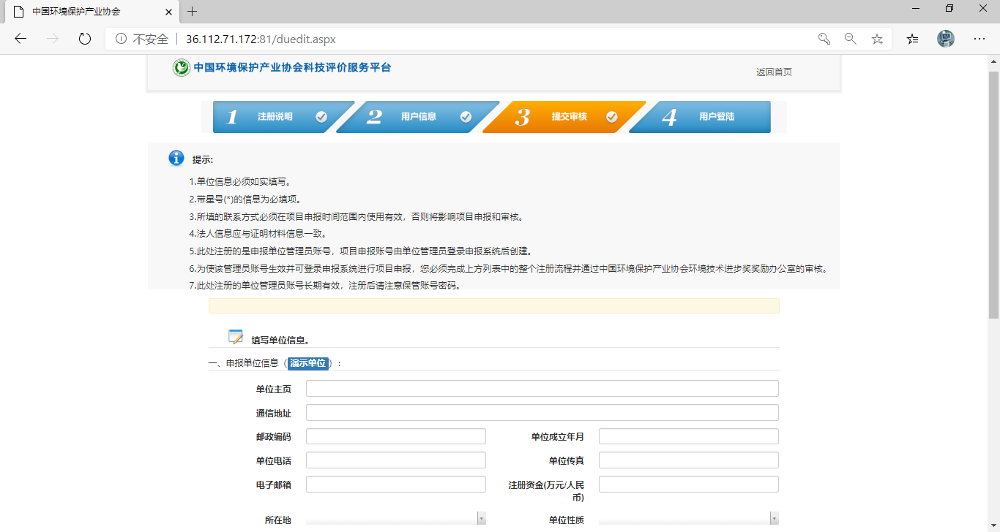 中国环境保护产业协会
不安全 36.112.71.172:81/duedit.aspx
中国环境保护产业协会科技评价服务平台
返回首页
1 注册说明 2 用户信息 3 提交审核 4 用户登陆
提示:
1.单位信息必须如实填写。
2.带星号(*)的信息为必填项。
3.所填的联系方式必须在项目申报时间范围内使用有效，否则将影响项目申报和审核。
4.法人信息应与证明材料信息一致。
5.此处注册的是申报单位管理员账号，项目申报账号由单位管理员登录申报系统后创建。
6.为使该管理员账号生效并可登录申报系统进行项目申报，您必须完成上方列表中的整个注册流程并通过中国环境保护产业协会环境技术进步奖奖励办公室的审核。
7.此处注册的单位管理员账号长期有效，注册后请注意保管账号密码。
填写单位信息。
一、申报单位信息（演示单位）：
单位主页
通信地址
邮政编码 单位成立年月
单位电话 单位传真
电子邮箱 注册资金(万元/人民
币)
所在地 单位性质